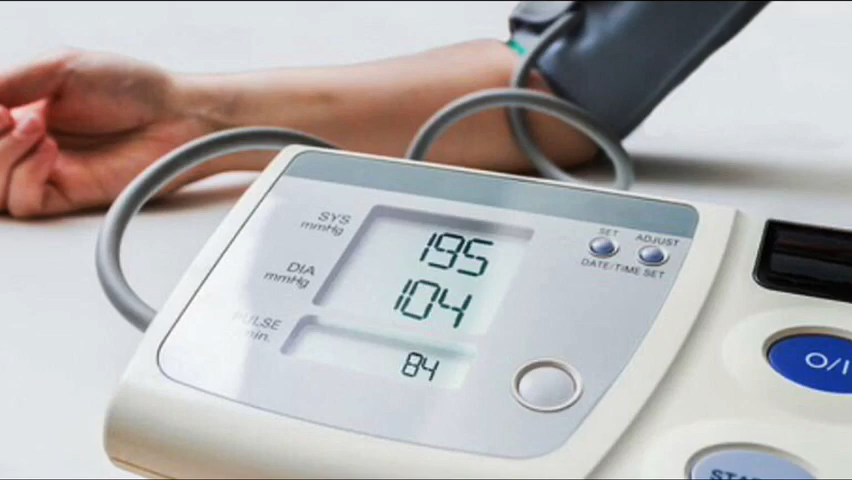 SYS
mmHg
195
DIA
mmHg
104
PULSE
min.
84
SET
ADJUST
DATE/TIME SET
O/I